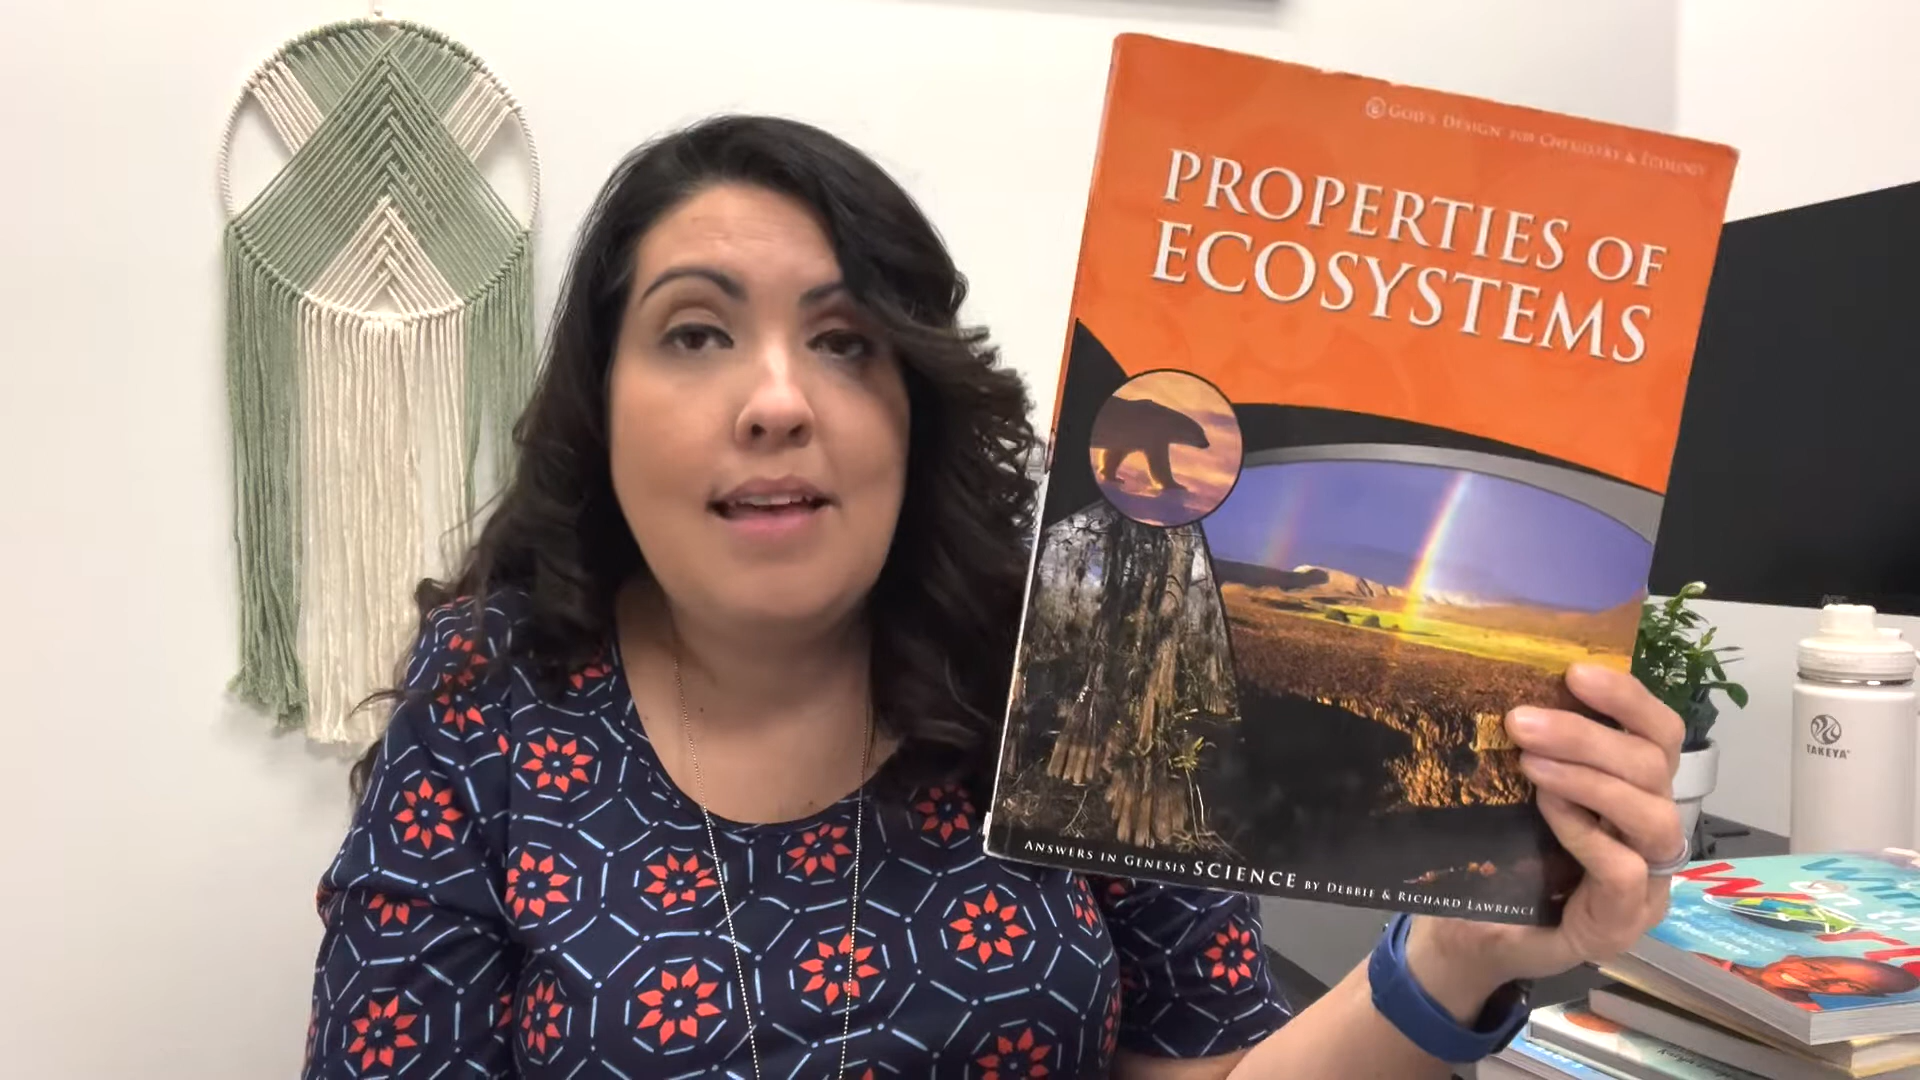 GOD'S DESIGN FOR CHEMISTRY & ECOLOGY
PROPERTIES OF
ECOSYSTEMS
ANSWERS IN GENESIS SCIENCE BY DEBBIE & RICHARD LAWRENCE
TAKEYA